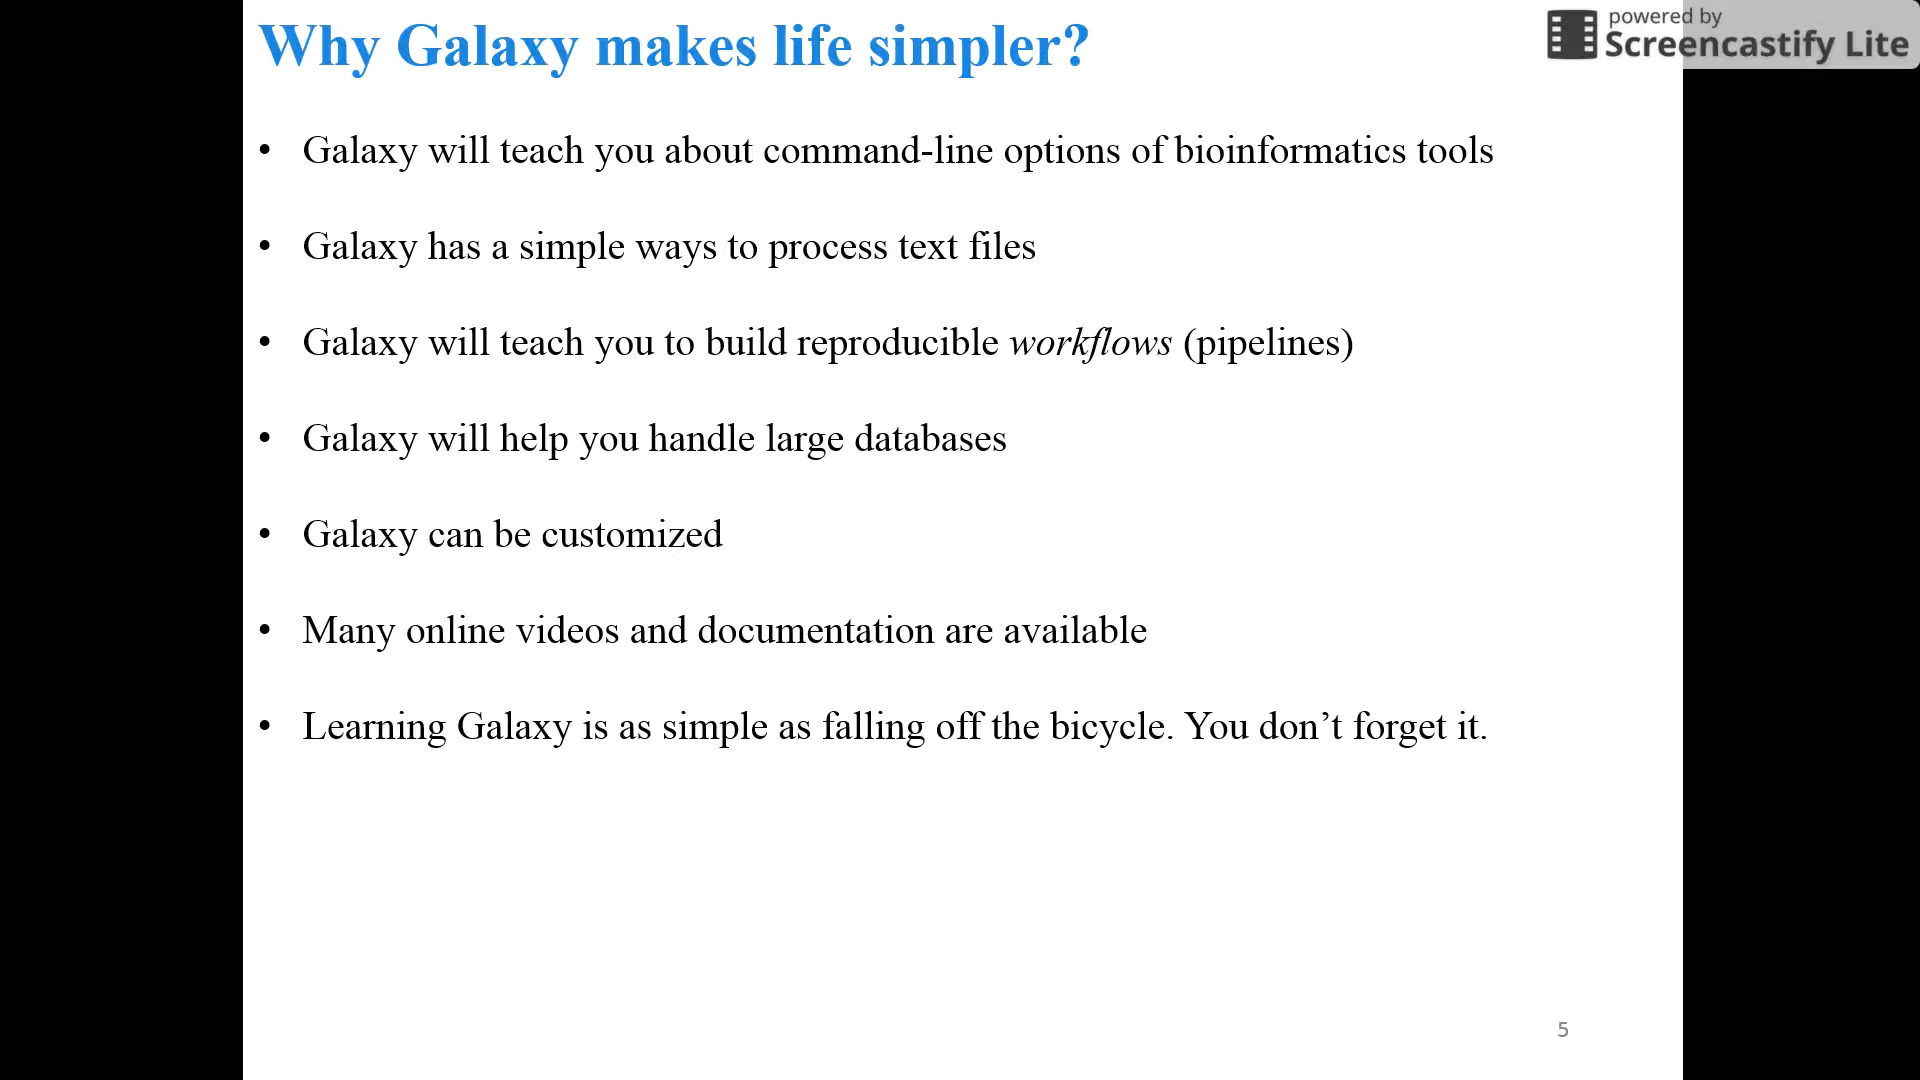 Why Galaxy makes life simpler?
powered by
Screencastify Lite
• Galaxy will teach you about command-line options of bioinformatics tools
• Galaxy has a simple ways to process text files
• Galaxy will teach you to build reproducible workflows (pipelines)
• Galaxy will help you handle large databases
• Galaxy can be customized
• Many online videos and documentation are available
• Learning Galaxy is as simple as falling off the bicycle. You don’t forget it.
5